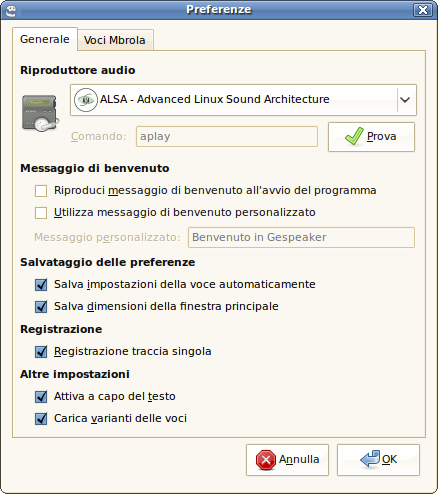 Preferenze
Generale
Voci Mbrola
Riproduttore audio
ALSA - Advanced Linux Sound Architecture
Comando: aplay
Prova
Messaggio di benvenuto
Riproduci messaggio di benvenuto all'avvio del programma
Utilizza messaggio di benvenuto personalizzato
Messaggio personalizzato: Benvenuto in Gespeaker
Salvataggio delle preferenze
Salva impostazioni della voce automaticamente
Salva dimensioni della finestra principale
Registrazione
Registrazione traccia singola
Altre impostazioni
Attiva a capo del testo
Carica varianti delle voci
Annulla
OK